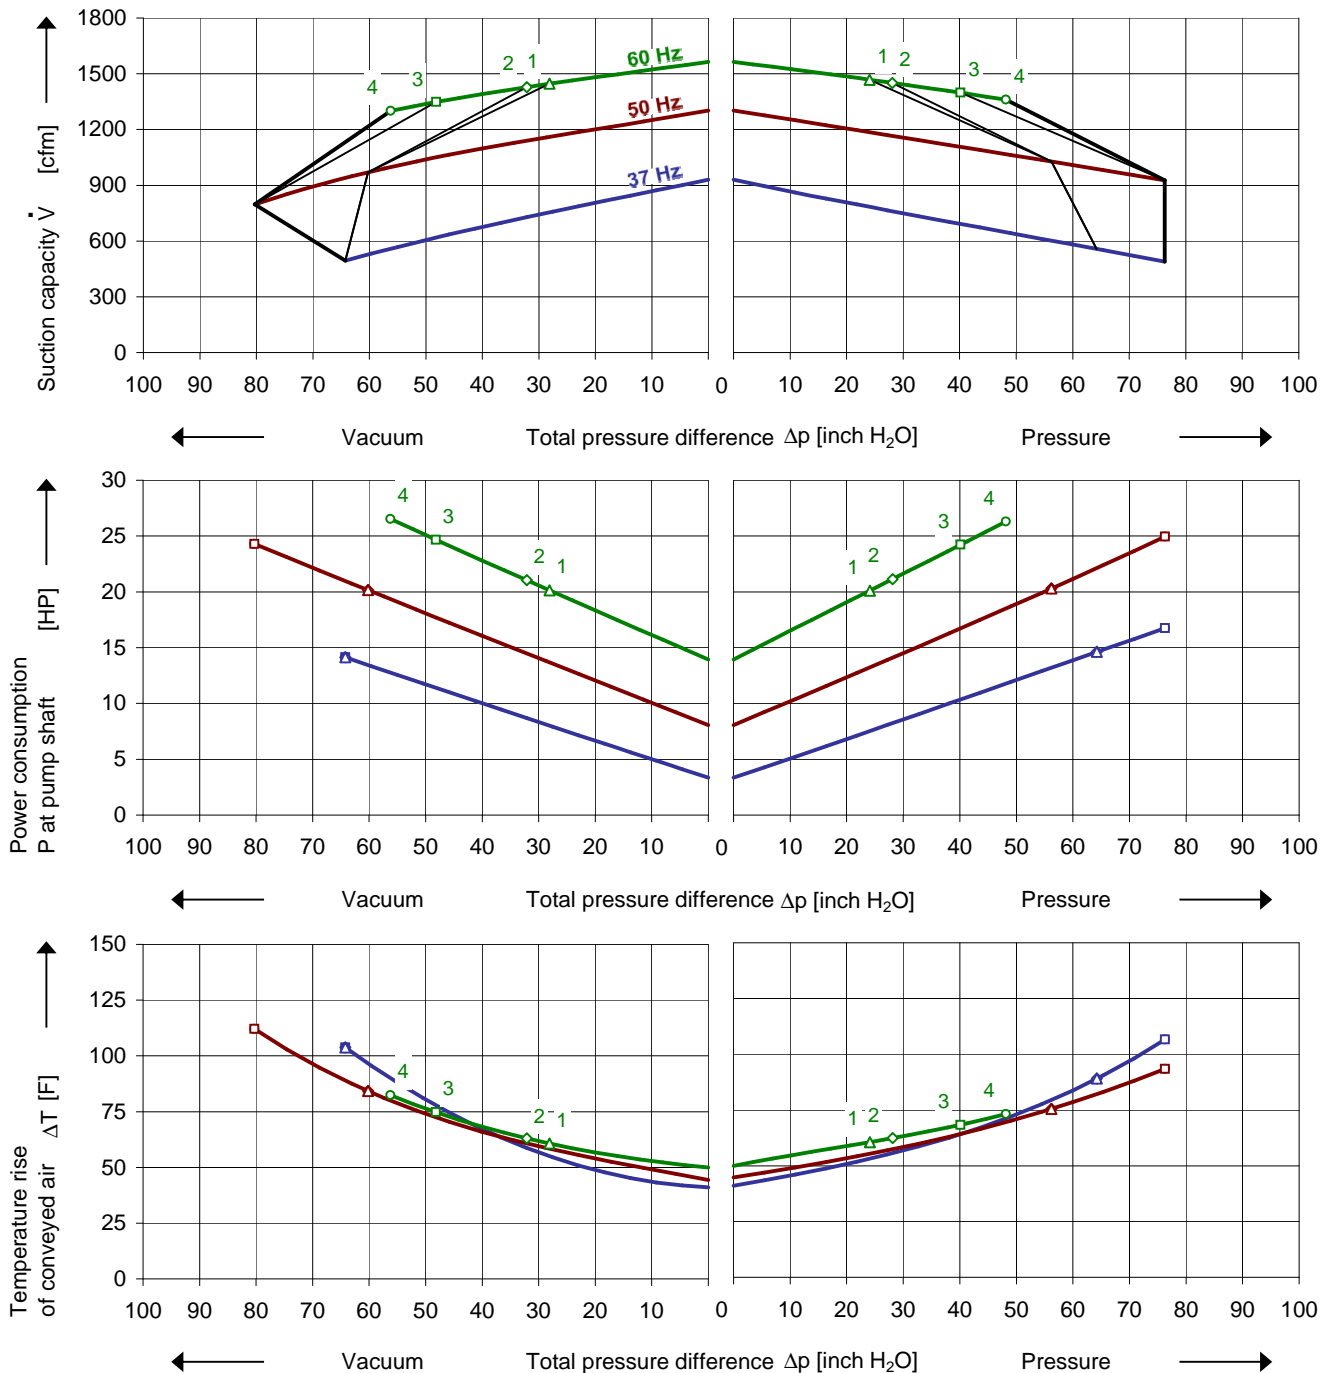 1800
1500
1200
900
600
300
0
Suction capacity V̇ [cfm]
4 3 2 1 60 Hz
50 Hz
37 Hz
1 2 3 4
100 90 80 70 60 50 40 30 20 10 0 10 20 30 40 50 60 70 80 90 100
Vacuum Total pressure difference Δp [inch H₂O] Pressure
30
25
20
15
10
5
0
Power consumption
P at pump shaft [HP]
4 3 2 1
1 2 3 4
100 90 80 70 60 50 40 30 20 10 0 10 20 30 40 50 60 70 80 90 100
Vacuum Total pressure difference Δp [inch H₂O] Pressure
150
125
100
75
50
25
0
Temperature rise
of conveyed air ΔT [F]
4 3 2 1
1 2 3 4
100 90 80 70 60 50 40 30 20 10 0 10 20 30 40 50 60 70 80 90 100
Vacuum Total pressure difference Δp [inch H₂O] Pressure